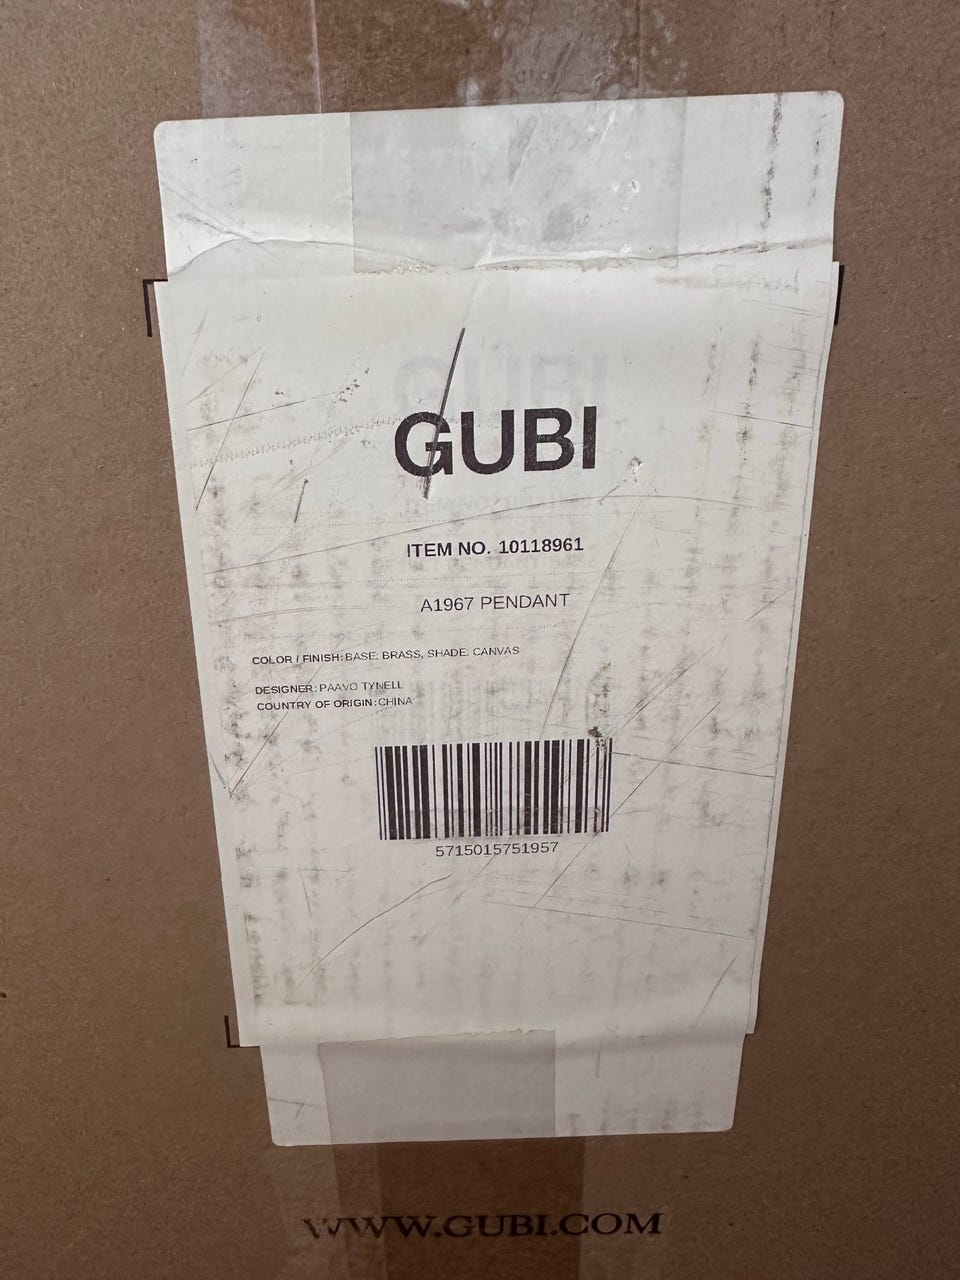 GUBI
ITEM NO. 10118961
A1967 PENDANT
COLOR / FINISH: BASE: BRASS, SHADE: CANVAS
DESIGNER: PAAVO TYNELL
COUNTRY OF ORIGIN: CHINA
5715015751957
WWW.GUBI.COM